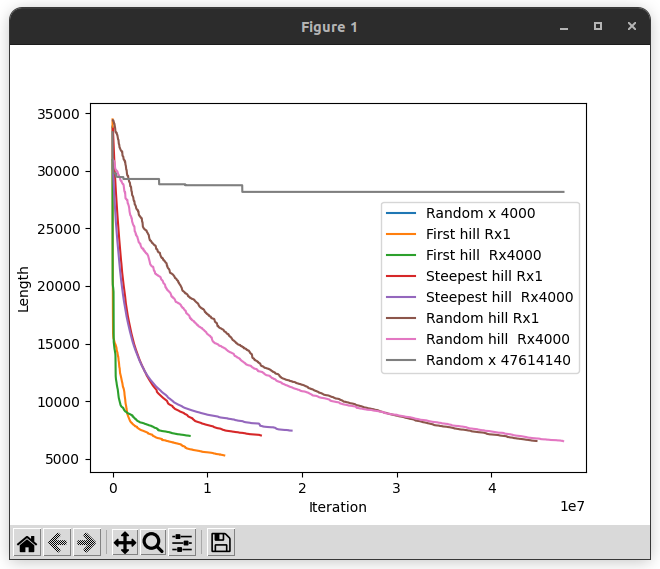 Figure 1
35000
30000
25000
20000
15000
10000
5000
Length
Random x 4000
First hill Rx1
First hill  Rx4000
Steepest hill Rx1
Steepest hill  Rx4000
Random hill Rx1
Random hill  Rx4000
Random x 47614140
0
1
2
3
4
Iteration
1e7